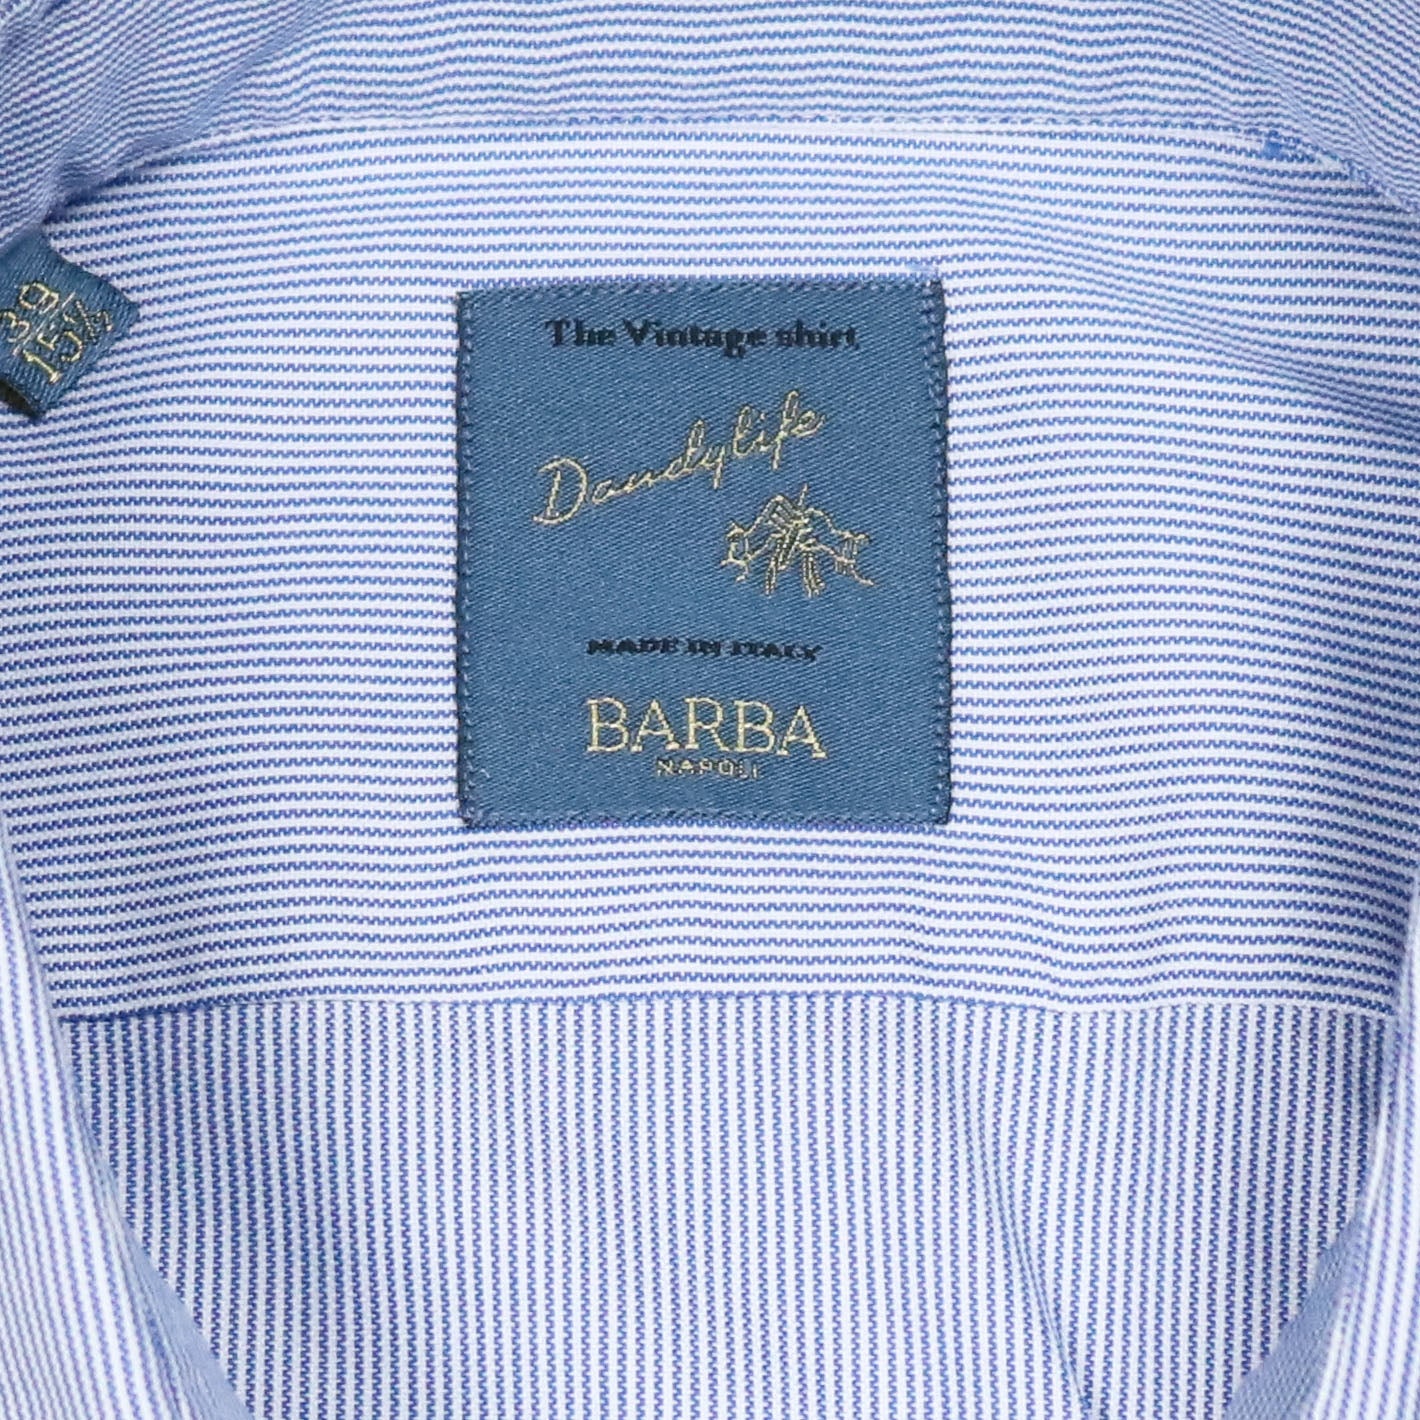 39
15½
The Vintage shirt
Dandylife
MADE IN ITALY
BARBA
NAPOLI